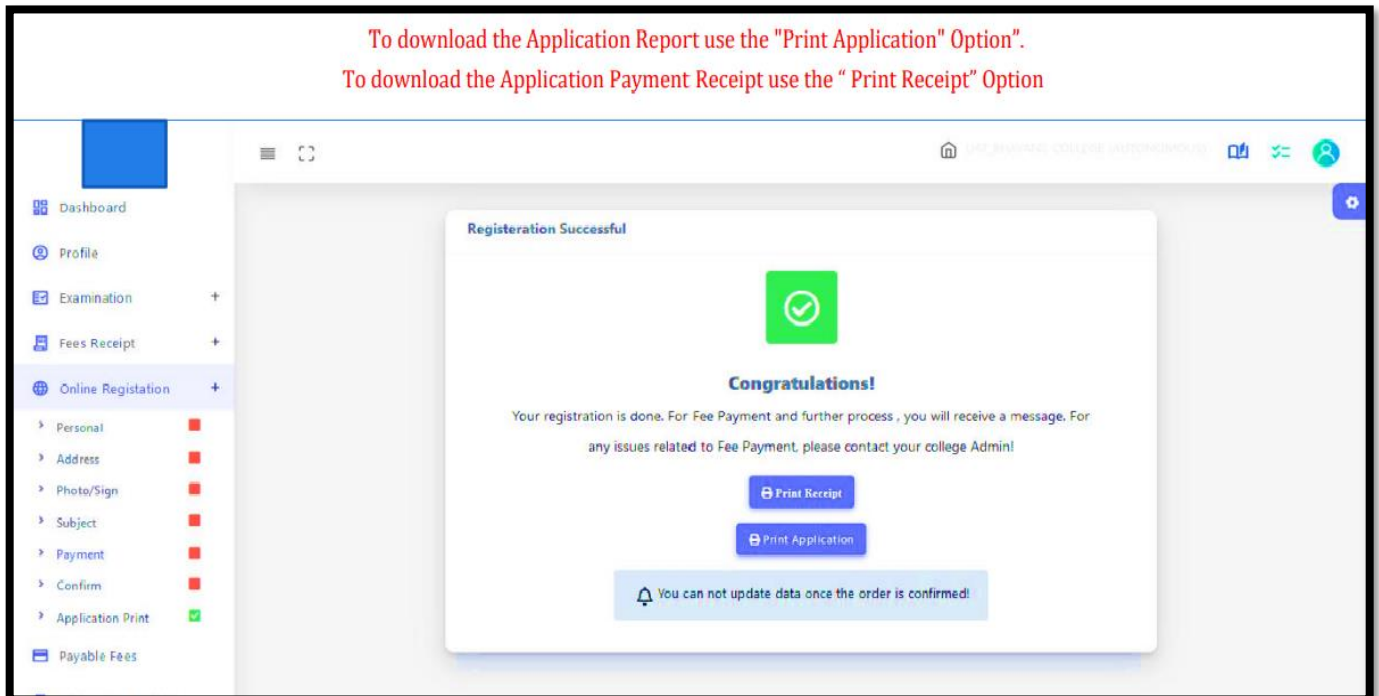 To download the Application Report use the "Print Application" Option”.
To download the Application Payment Receipt use the “ Print Receipt” Option
Dashboard
Profile
Examination +
Fees Receipt +
Online Registation +
Personal
Address
Photo/Sign
Subject
Payment
Confirm
Application Print
Payable Fees
COLLEGE (AUTONOMOUS)
Registeration Successful
Congratulations!
Your registration is done. For Fee Payment and further process , you will receive a message. For
any issues related to Fee Payment, please contact your college Admin!
Print Receipt
Print Application
You can not update data once the order is confirmed!